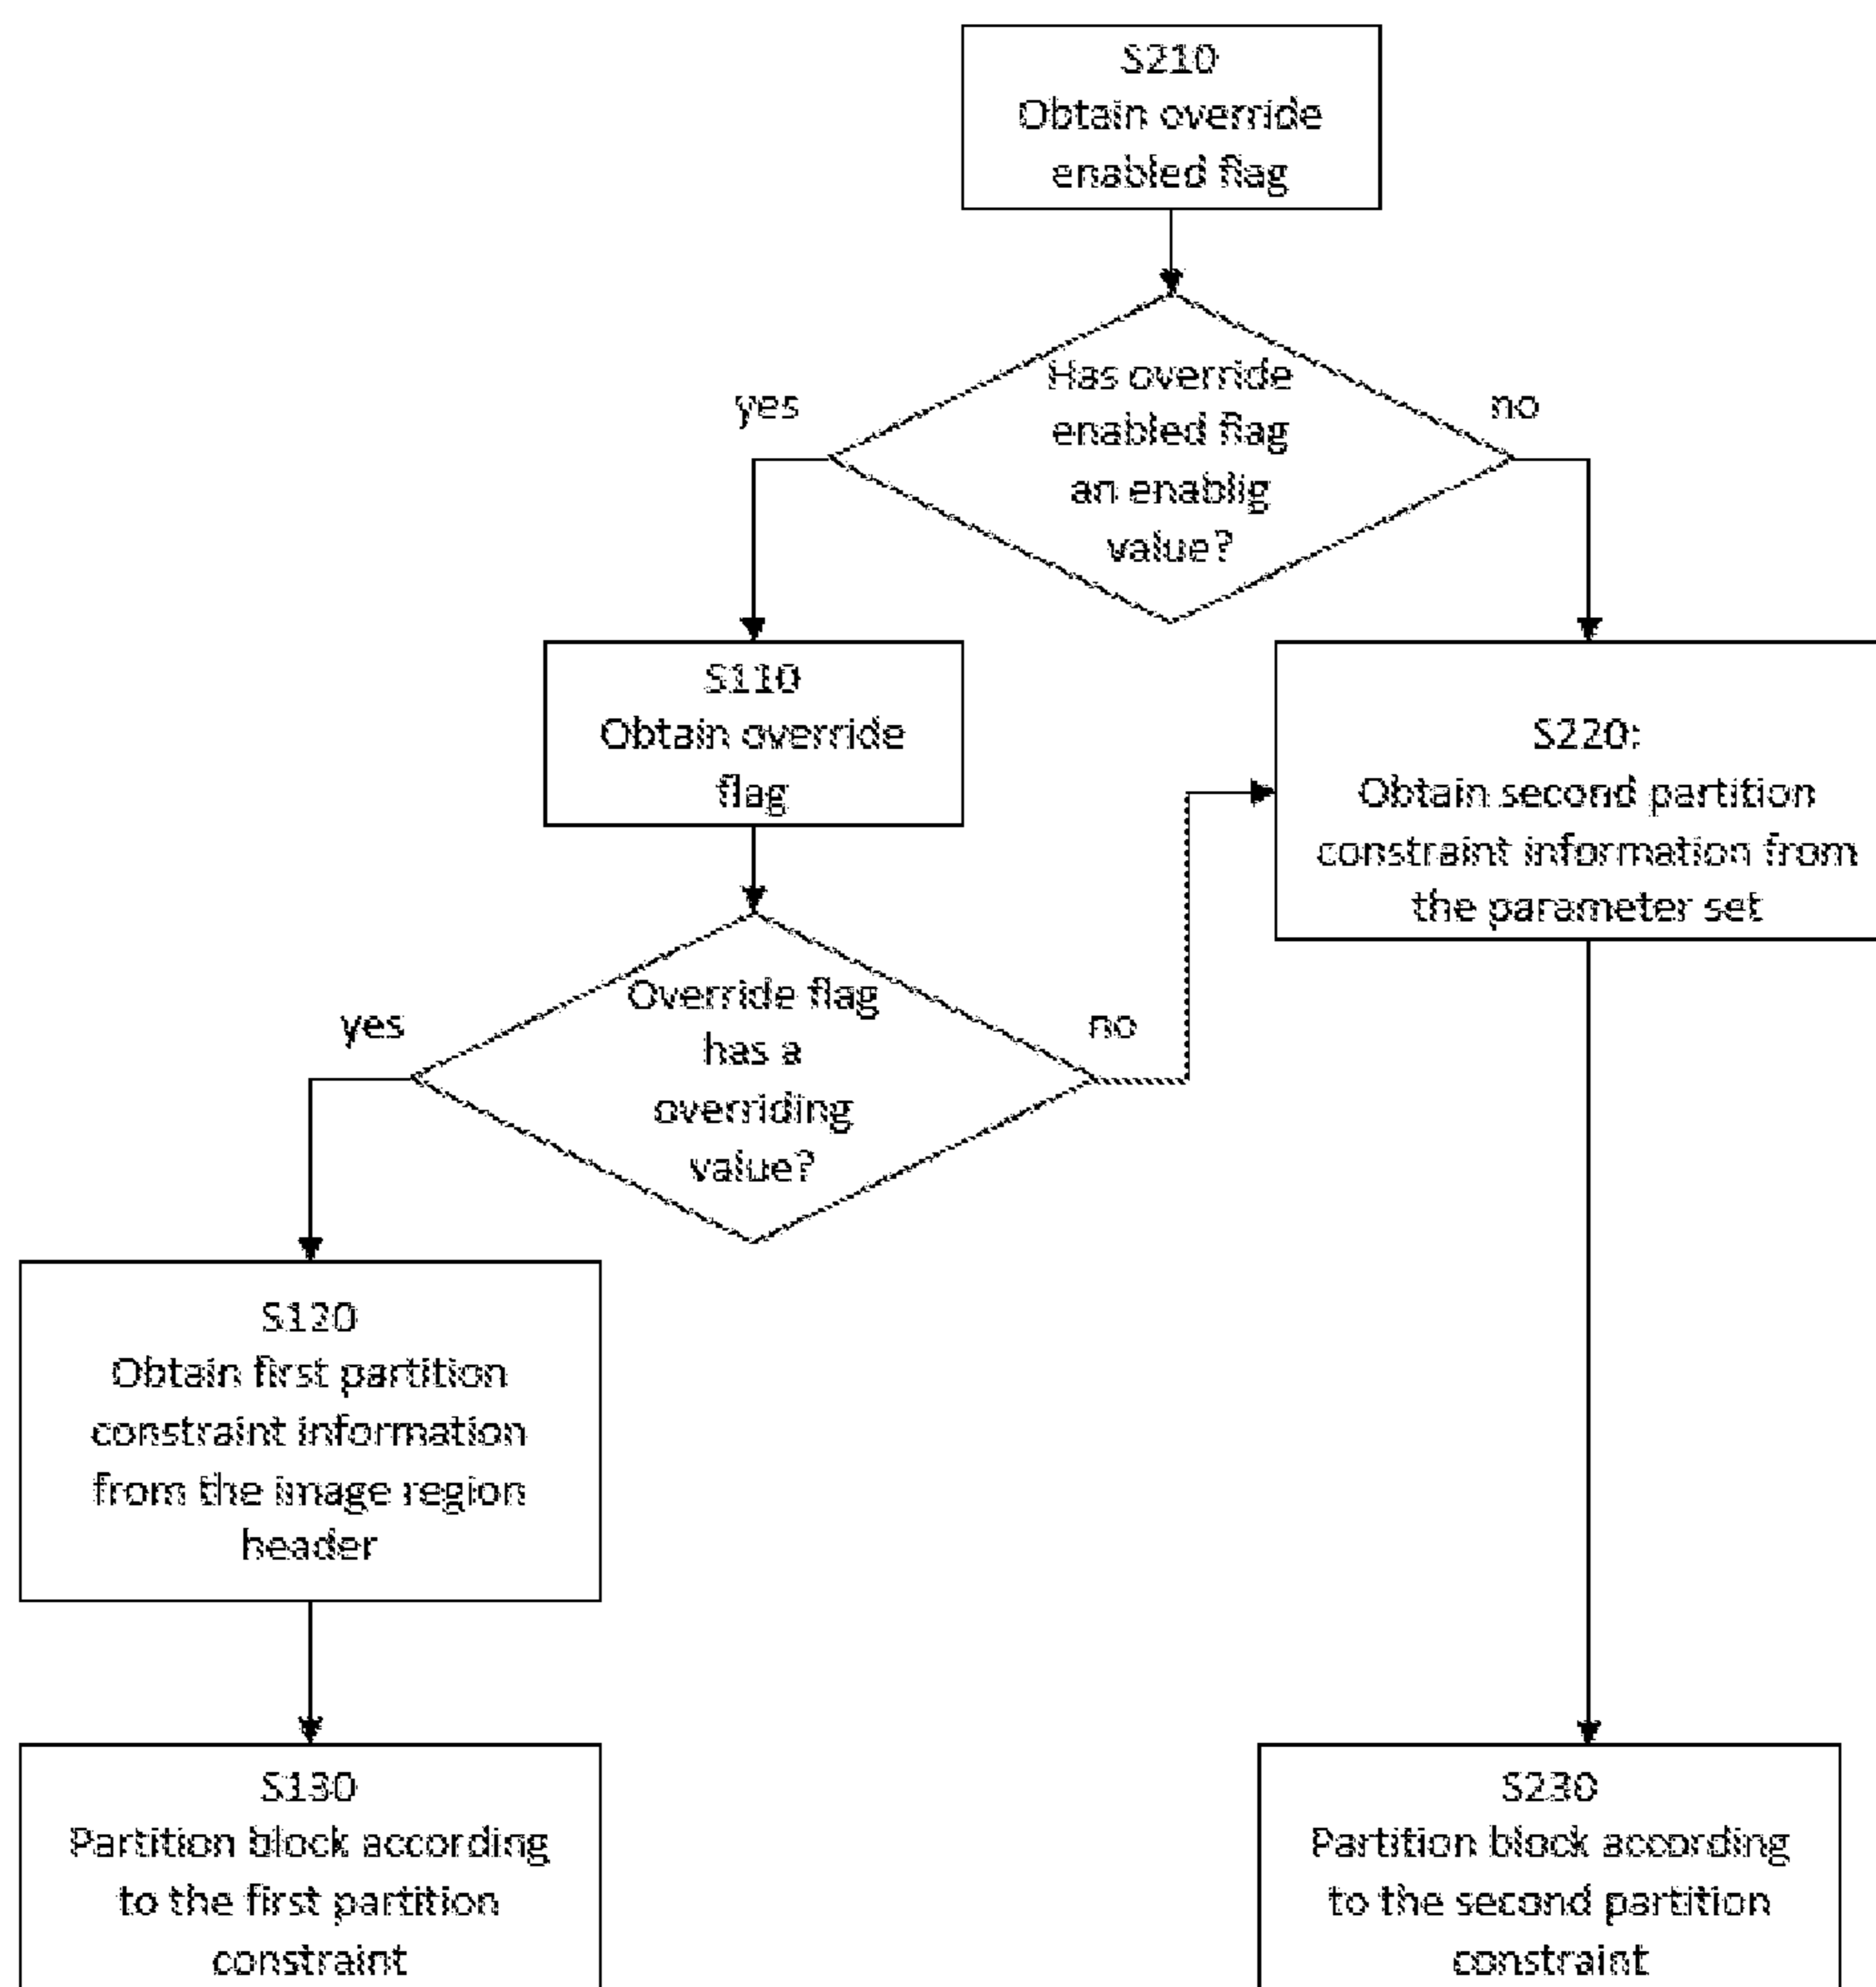 S210
Obtain override
enabled flag
Has override
enabled flag
an enablig
value?
yes
no
S110
Obtain override
flag
S220:
Obtain second partition
constraint information from
the parameter set
Override flag
has a
overriding
value?
yes
no
S120
Obtain first partition
constraint information
from the image region
header
S130
Partition block according
to the first partition
constraint
S230
Partition block according
to the second partition
constraint